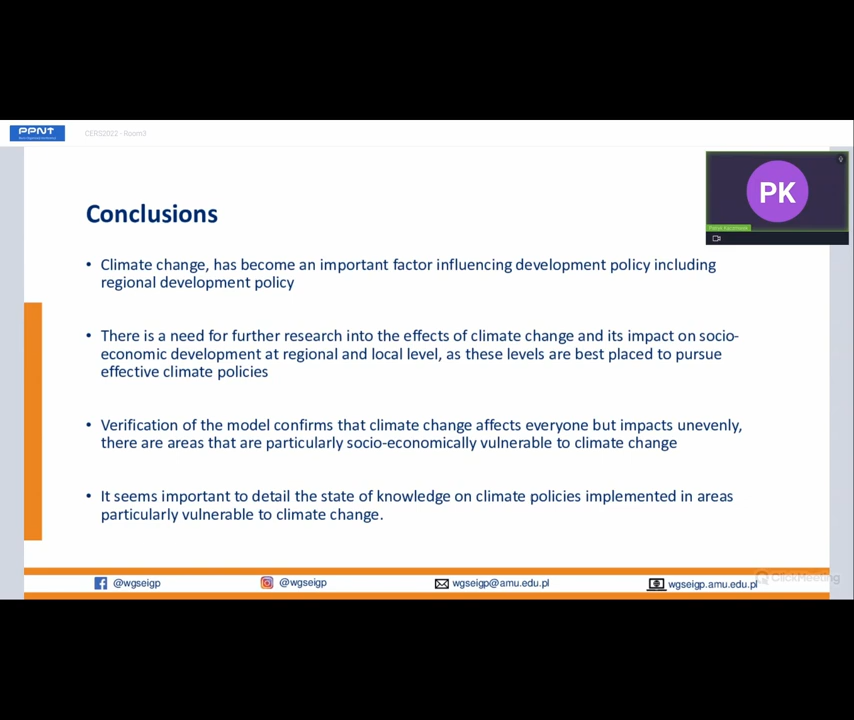 PPNT
CERS2022 - Room3
PK
Conclusions
• Climate change, has become an important factor influencing development policy including
regional development policy
• There is a need for further research into the effects of climate change and its impact on socio-
economic development at regional and local level, as these levels are best placed to pursue
effective climate policies
• Verification of the model confirms that climate change affects everyone but impacts unevenly,
there are areas that are particularly socio-economically vulnerable to climate change
• It seems important to detail the state of knowledge on climate policies implemented in areas
particularly vulnerable to climate change.
ClickMeeting
@wgseigp
@wgseigp
wgseigp@amu.edu.pl
wgseigp.amu.edu.pl